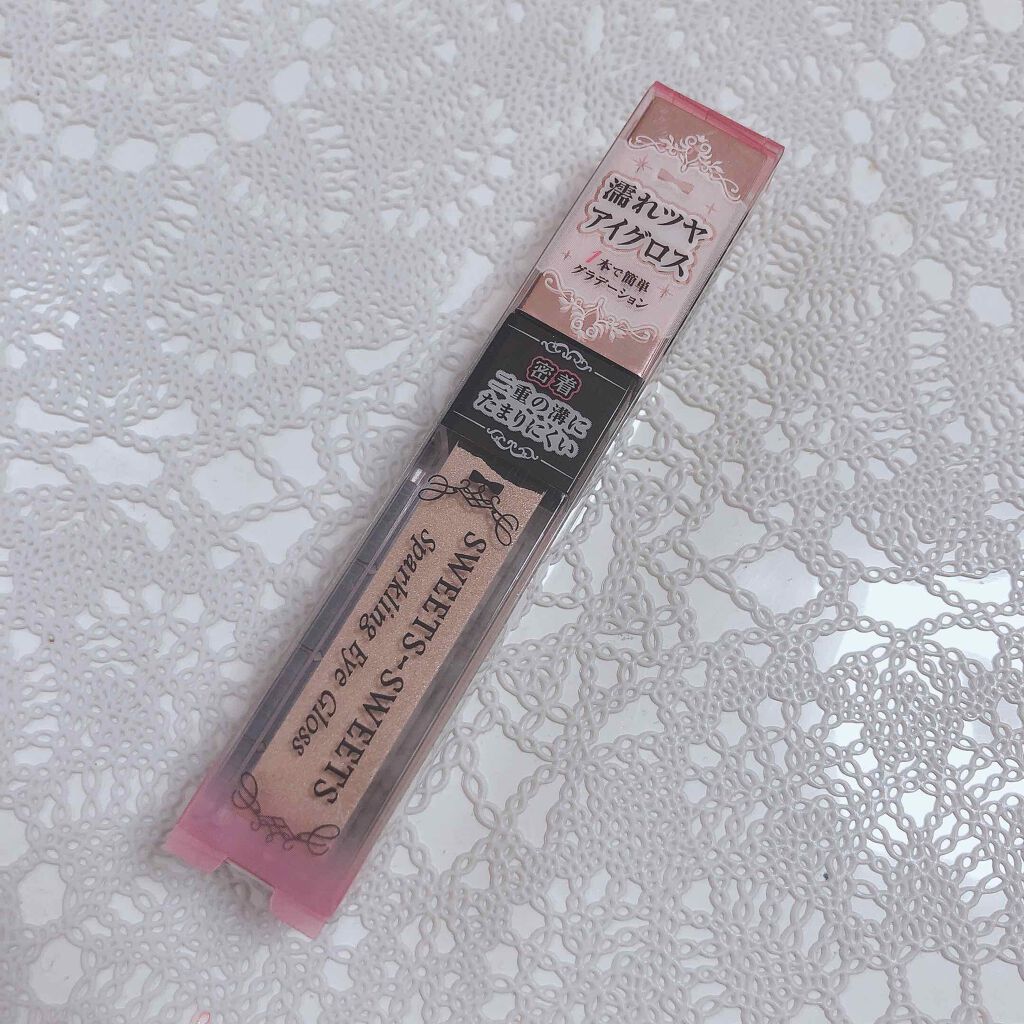 濡れツヤ
アイグロス
1本で簡単
グラデーション
密着
二重の溝に
たまりにくい
SWEETS-SWEETS
Sparkling Eye Gloss